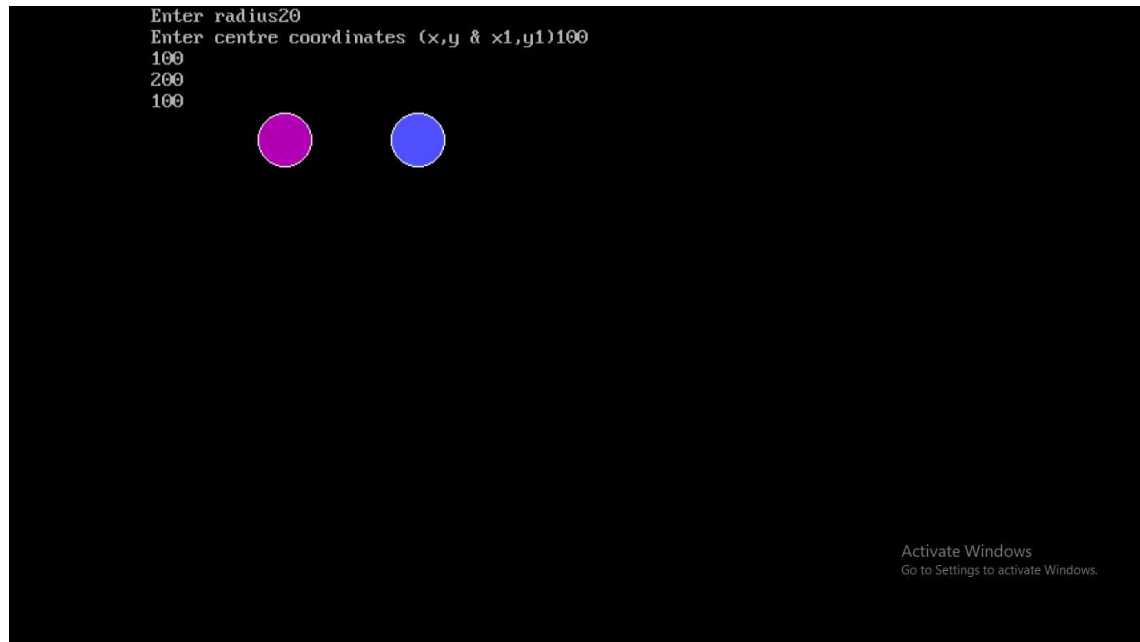 Enter radius20
Enter centre coordinates (x,y & x1,y1)100
100
200
100
Activate Windows
Go to Settings to activate Windows.